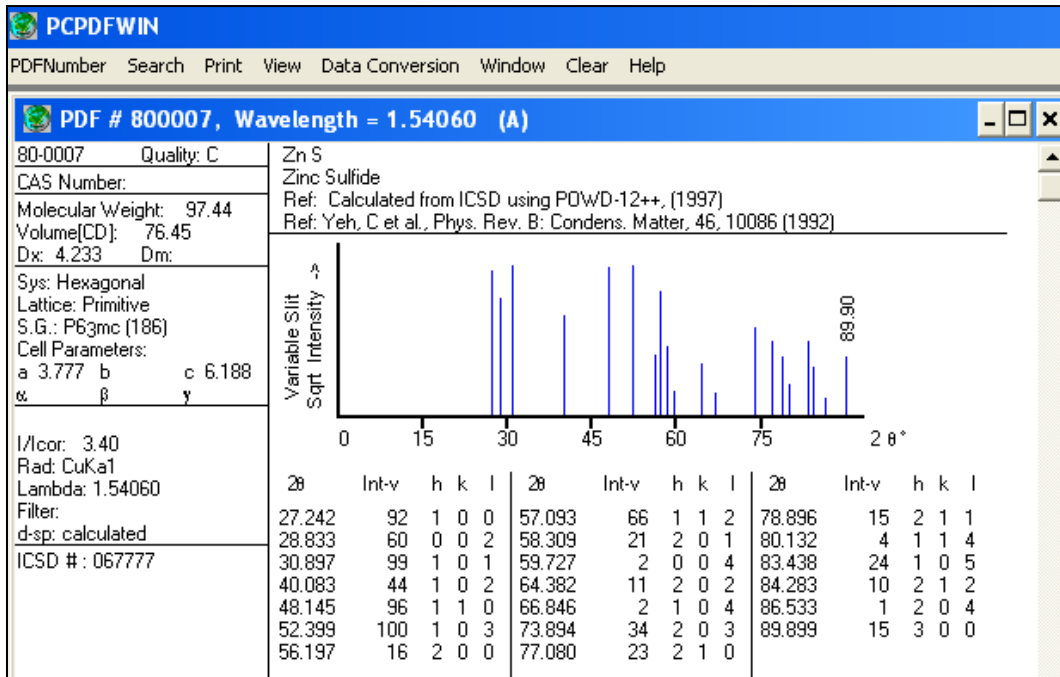 PCPDFWIN
PDFNumber Search Print View Data Conversion Window Clear Help
PDF # 800007, Wavelength = 1.54060 (A)
80-0007 Quality: C
CAS Number:
Molecular Weight: 97.44
Volume[CD]: 76.45
Dx: 4.233 Dm:
Sys: Hexagonal
Lattice: Primitive
S.G.: P63mc (186)
Cell Parameters:
a 3.777 b c 6.188
α β γ
I/Icor: 3.40
Rad: CuKa1
Lambda: 1.54060
Filter:
d-sp: calculated
ICSD # : 067777
Zn S
Zinc Sulfide
Ref: Calculated from ICSD using POWD-12++, (1997)
Ref: Yeh, C et al., Phys. Rev. B: Condens. Matter, 46, 10086 (1992)
Variable Slit
Sqrt Intensity ->
89.90
0 15 30 45 60 75 2 θ°
2θ Int-v h k l 2θ Int-v h k l 2θ Int-v h k l
27.242 92 1 0 0 57.093 66 1 1 2 78.896 15 2 1 1
28.833 60 0 0 2 58.309 21 2 0 1 80.132 4 1 1 4
30.897 99 1 0 1 59.727 2 0 0 4 83.438 24 1 0 5
40.083 44 1 0 2 64.382 11 2 0 2 84.283 10 2 1 2
48.145 96 1 1 0 66.846 2 1 0 4 86.533 1 2 0 4
52.399 100 1 0 3 73.894 34 2 0 3 89.899 15 3 0 0
56.197 16 2 0 0 77.080 23 2 1 0